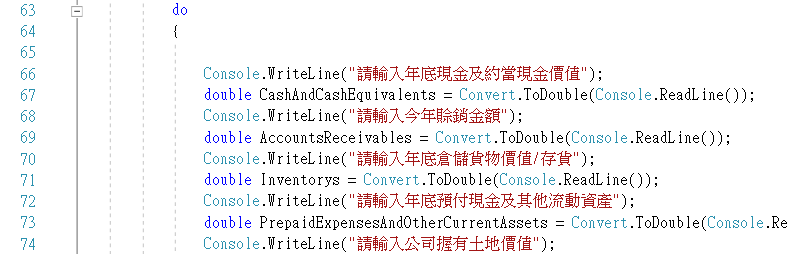 63 do
64 {
65
66 Console.WriteLine("請輸入年底現金及約當現金價值");
67 double CashAndCashEquivalents = Convert.ToDouble(Console.ReadLine());
68 Console.WriteLine("請輸入今年賒銷金額");
69 double AccountsReceivables = Convert.ToDouble(Console.ReadLine());
70 Console.WriteLine("請輸入年底倉儲貨物價值/存貨");
71 double Inventorys = Convert.ToDouble(Console.ReadLine());
72 Console.WriteLine("請輸入年底預付現金及其他流動資產");
73 double PrepaidExpensesAndOtherCurrentAssets = Convert.ToDouble(Console.Re
74 Console.WriteLine("請輸入公司握有土地價值");